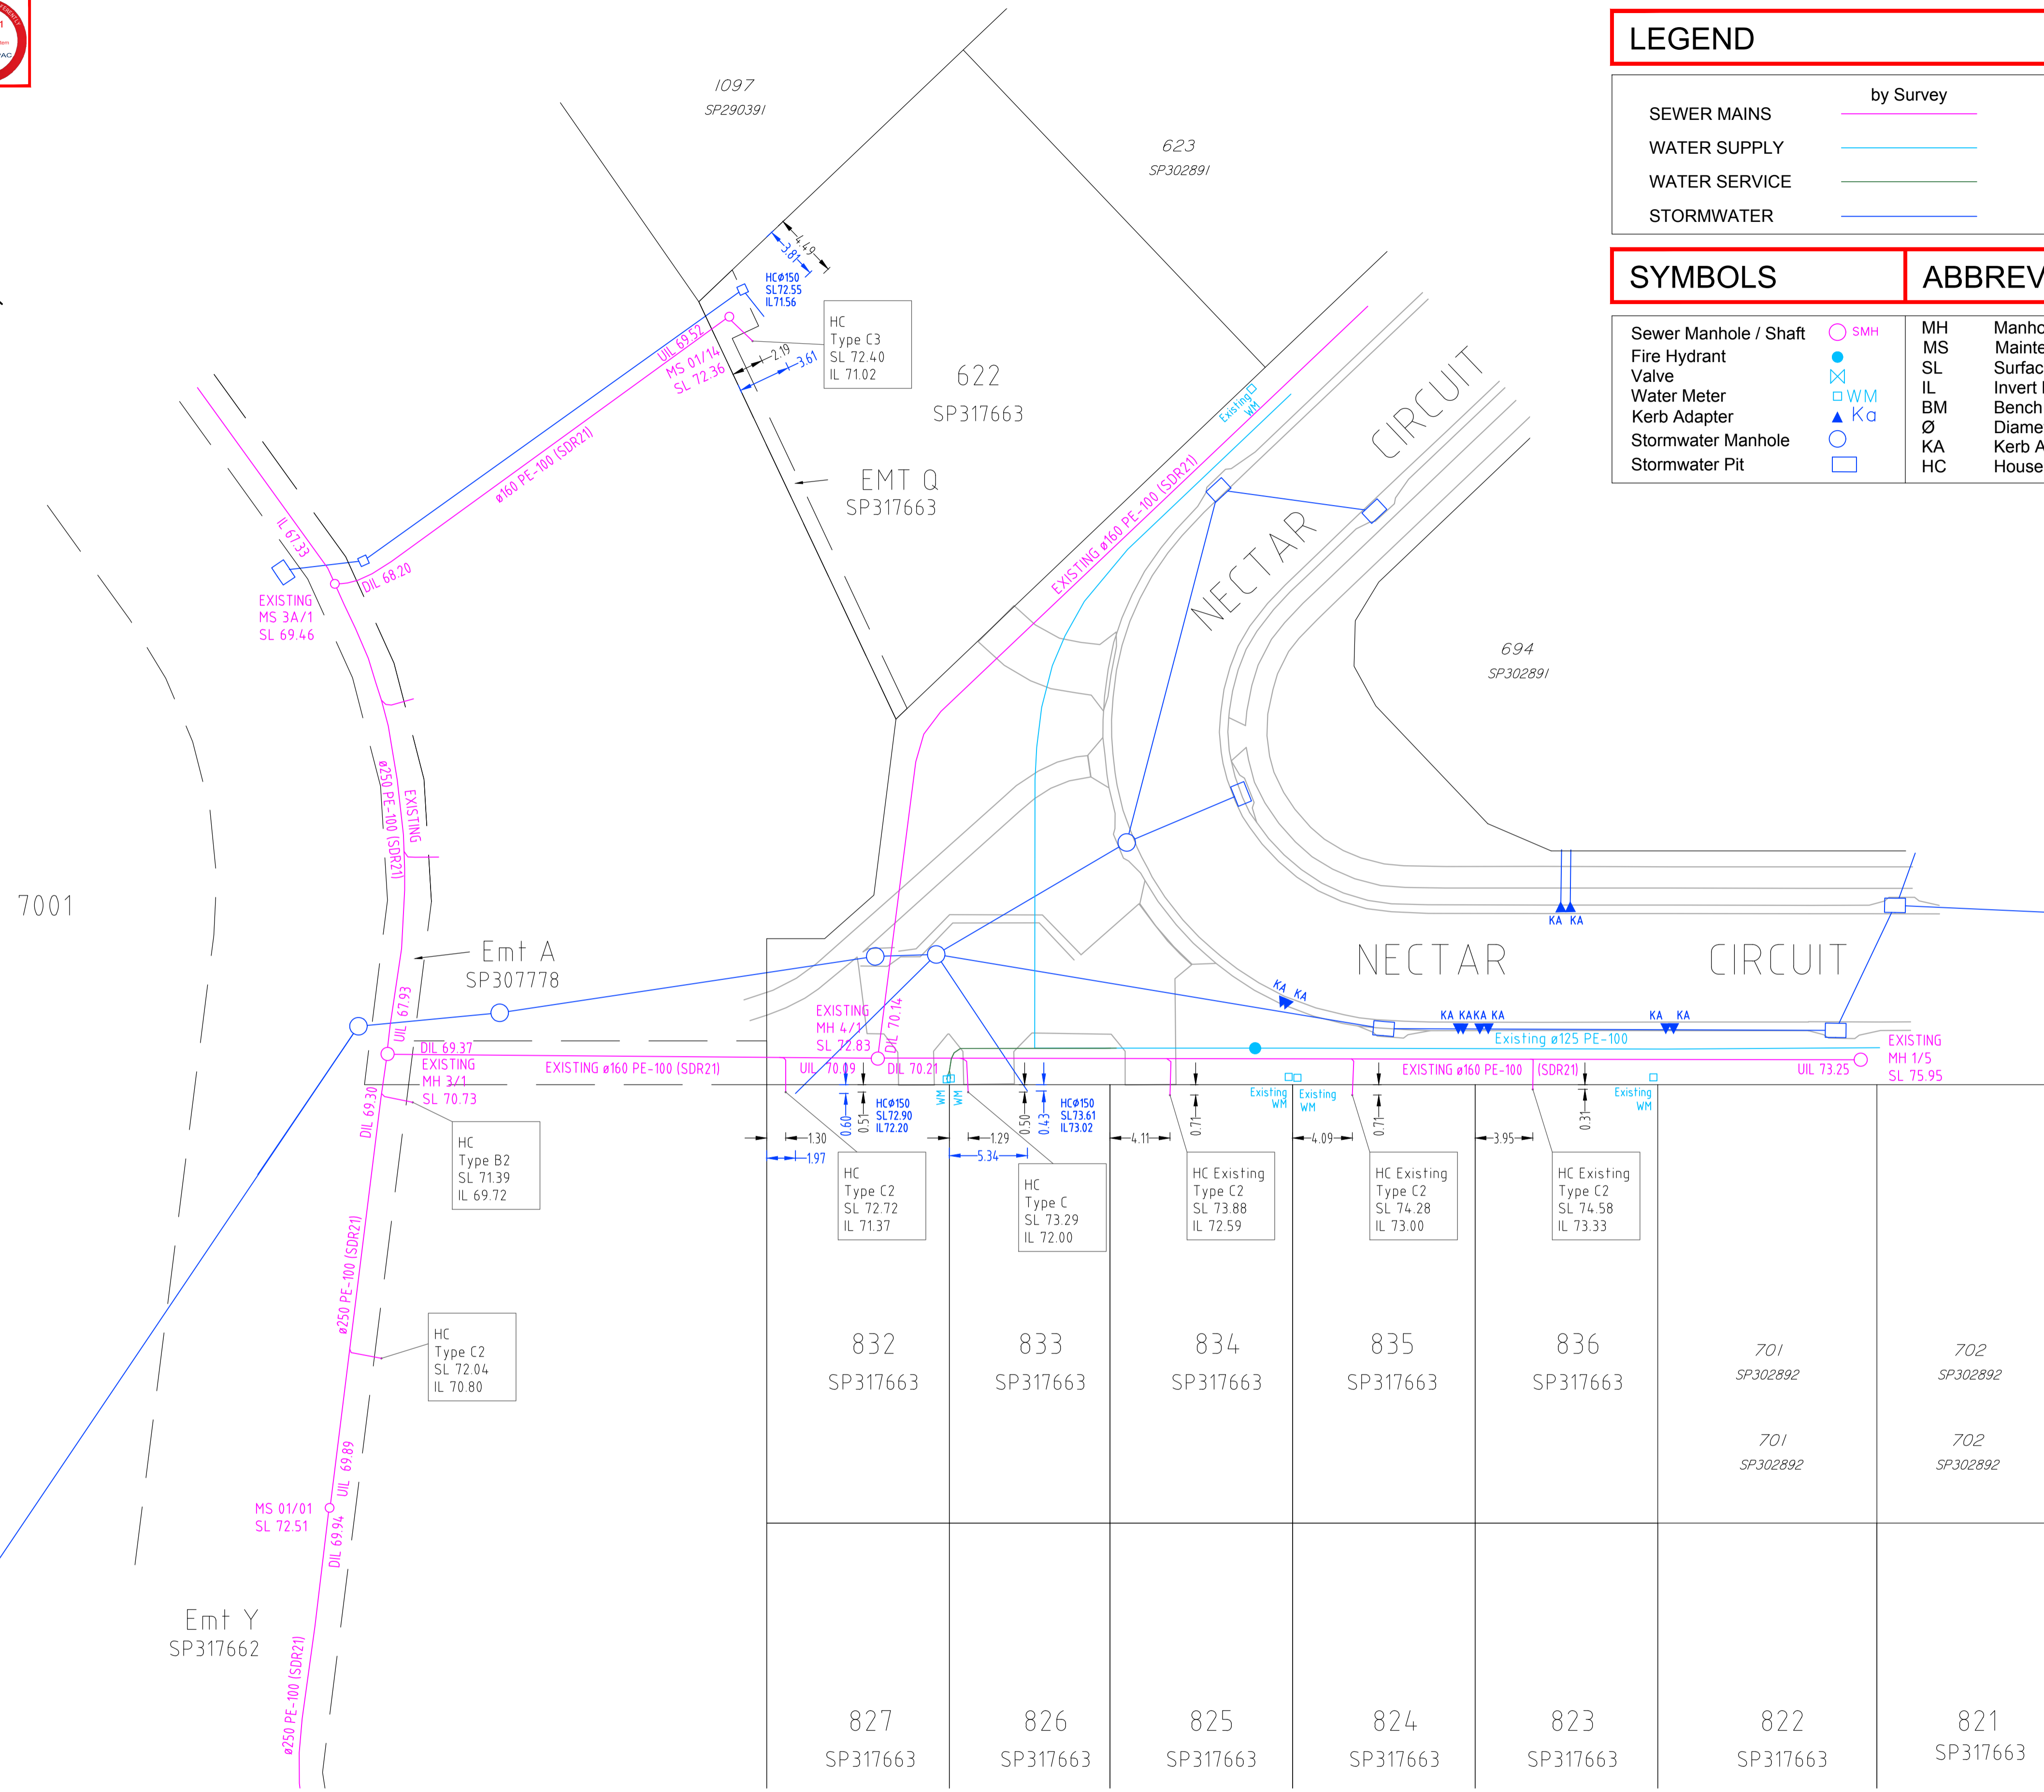 LEGEND
by Survey
SEWER MAINS
WATER SUPPLY
WATER SERVICE
STORMWATER
SYMBOLS
ABBREV
Sewer Manhole / Shaft
SMH
Fire Hydrant
Valve
Water Meter
WM
Kerb Adapter
Ka
Stormwater Manhole
Stormwater Pit
MH Manho
MS Mainte
SL Surfac
IL Invert
BM Bench
Ø Diame
KA Kerb A
HC House
1097
SP290391
623
SP302891
4.49
3.81
HCø150
SL72.55
IL71.56
HC
Type C3
SL 72.40
IL 71.02
UIL 69.52
MS 01/14
SL 72.36
2.19
3.61
622
SP317663
EMT Q
SP317663
ø160 PE-100 (SDR21)
Existing
WM
EXISTING ø160 PE-100 (SDR21)
NECTAR CIRCUIT
IL 67.33
DIL 68.20
EXISTING
MS 3A/1
SL 69.46
694
SP302891
ø250 PE-100 (SDR21)
EXISTING
7001
Emt A
SP307778
UIL 67.93
KA KA
NECTAR CIRCUIT
KA KA
EXISTING
MH 4/1
SL 72.83
DIL 70.14
KA KAKA KA
KA KA
Existing ø125 PE-100
EXISTING
MH 1/5
SL 75.95
DIL 69.37
EXISTING
MH 3/1
SL 70.73
EXISTING ø160 PE-100 (SDR21)
UIL 70.09
DIL 70.21
EXISTING ø160 PE-100 (SDR21)
UIL 73.25
DIL 69.30
0.60
0.51
HCø150
SL72.90
IL72.20
WM
WM
0.50
0.43
HCø150
SL73.61
IL73.02
0.71
Existing
WM
Existing
WM
0.71
0.31
Existing
WM
1.30
1.97
1.29
5.34
4.11
4.09
3.95
HC
Type B2
SL 71.39
IL 69.72
HC
Type C2
SL 72.72
IL 71.37
HC
Type C
SL 73.29
IL 72.00
HC Existing
Type C2
SL 73.88
IL 72.59
HC Existing
Type C2
SL 74.28
IL 73.00
HC Existing
Type C2
SL 74.58
IL 73.33
ø250 PE-100 (SDR21)
HC
Type C2
SL 72.04
IL 70.80
832
SP317663
833
SP317663
834
SP317663
835
SP317663
836
SP317663
701
SP302892
702
SP302892
701
SP302892
702
SP302892
UIL 69.89
MS 01/01
SL 72.51
DIL 69.94
Emt Y
SP317662
ø250 PE-100 (SDR21)
827
SP317663
826
SP317663
825
SP317663
824
SP317663
823
SP317663
822
SP317663
821
SP317663